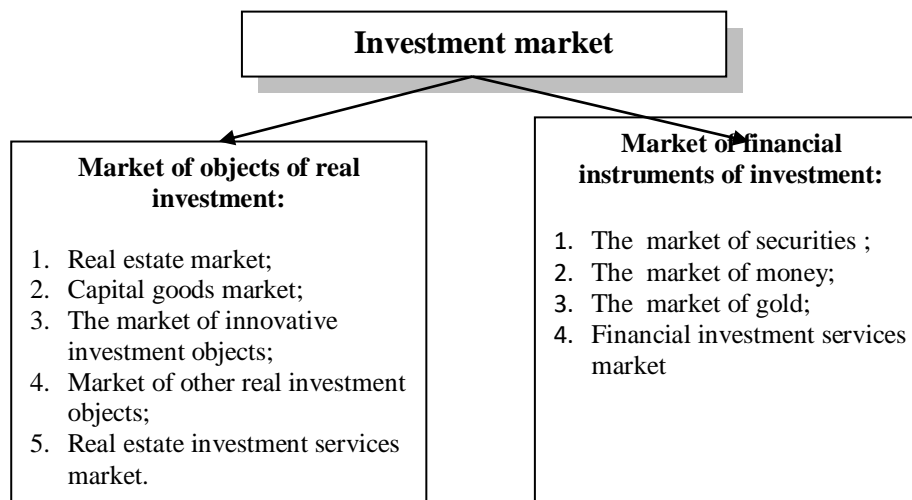 Investment market
Market of objects of real
investment:
1. Real estate market;
2. Capital goods market;
3. The market of innovative
investment objects;
4. Market of other real investment
objects;
5. Real estate investment services
market.
Market of financial
instruments of investment:
1. The market of securities ;
2. The market of money;
3. The market of gold;
4. Financial investment services
market